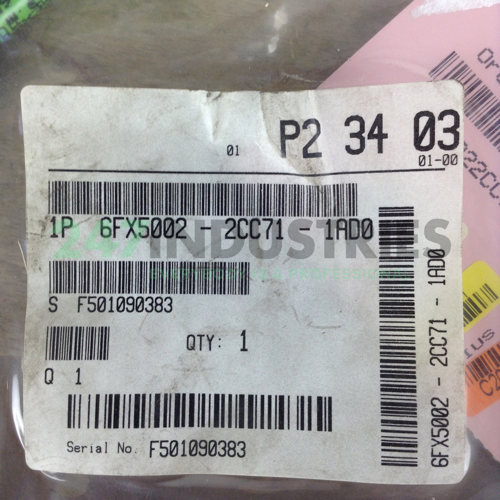 01 P2 34 03
01-00
1P 6FX5002 - 2CC71 - 1AD0
247INDUSTRIES
S F501090383
QTY: 1
Q 1
Serial No. F501090383
6FX5002 - 2CC71 - 1AD0